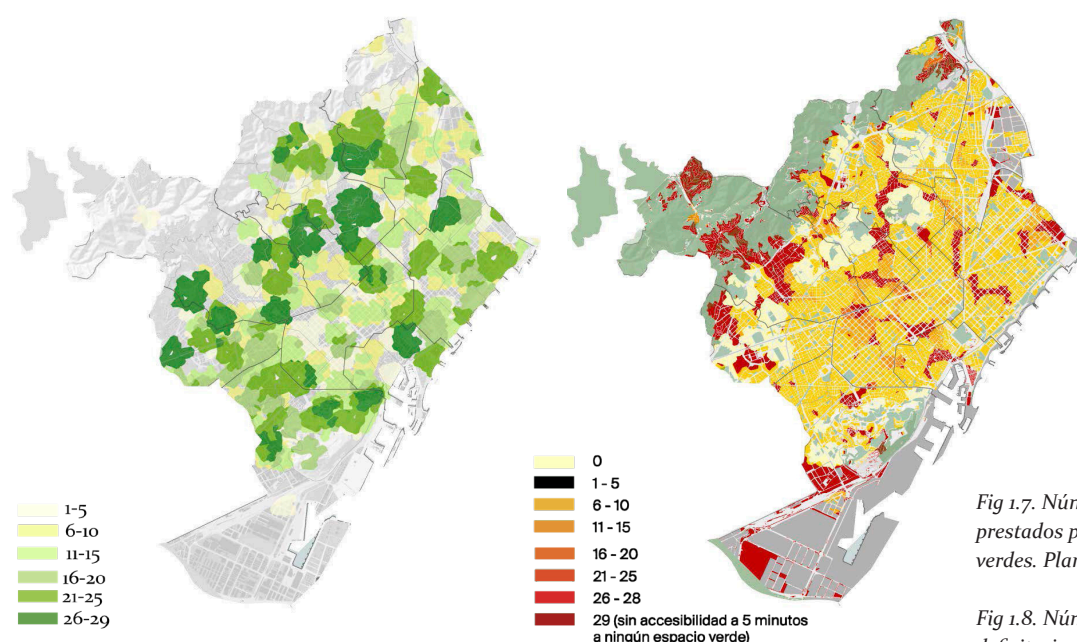 1-5
6-10
11-15
16-20
21-25
26-29
0
1 - 5
6 - 10
11 - 15
16 - 20
21 - 25
26 - 28
29 (sin accesibilidad a 5 minutos
a ningún espacio verde)
Fig 1.7. Núm
prestados p
verdes. Plan
Fig 1.8. Núm